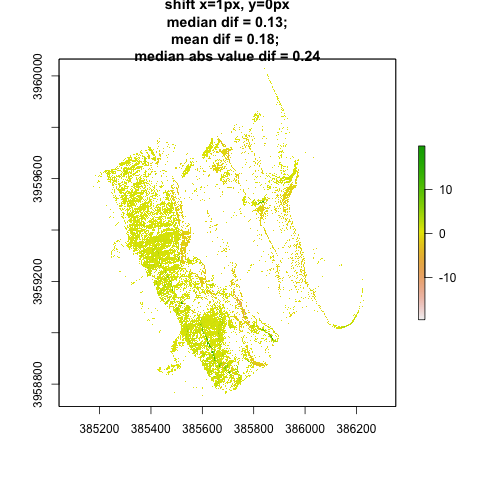 shift x=1px, y=0px
median dif = 0.13;
mean dif = 0.18;
median abs value dif = 0.24
3960000
3959600
3959200
3958800
10
0
-10
385200 385400 385600 385800 386000 386200